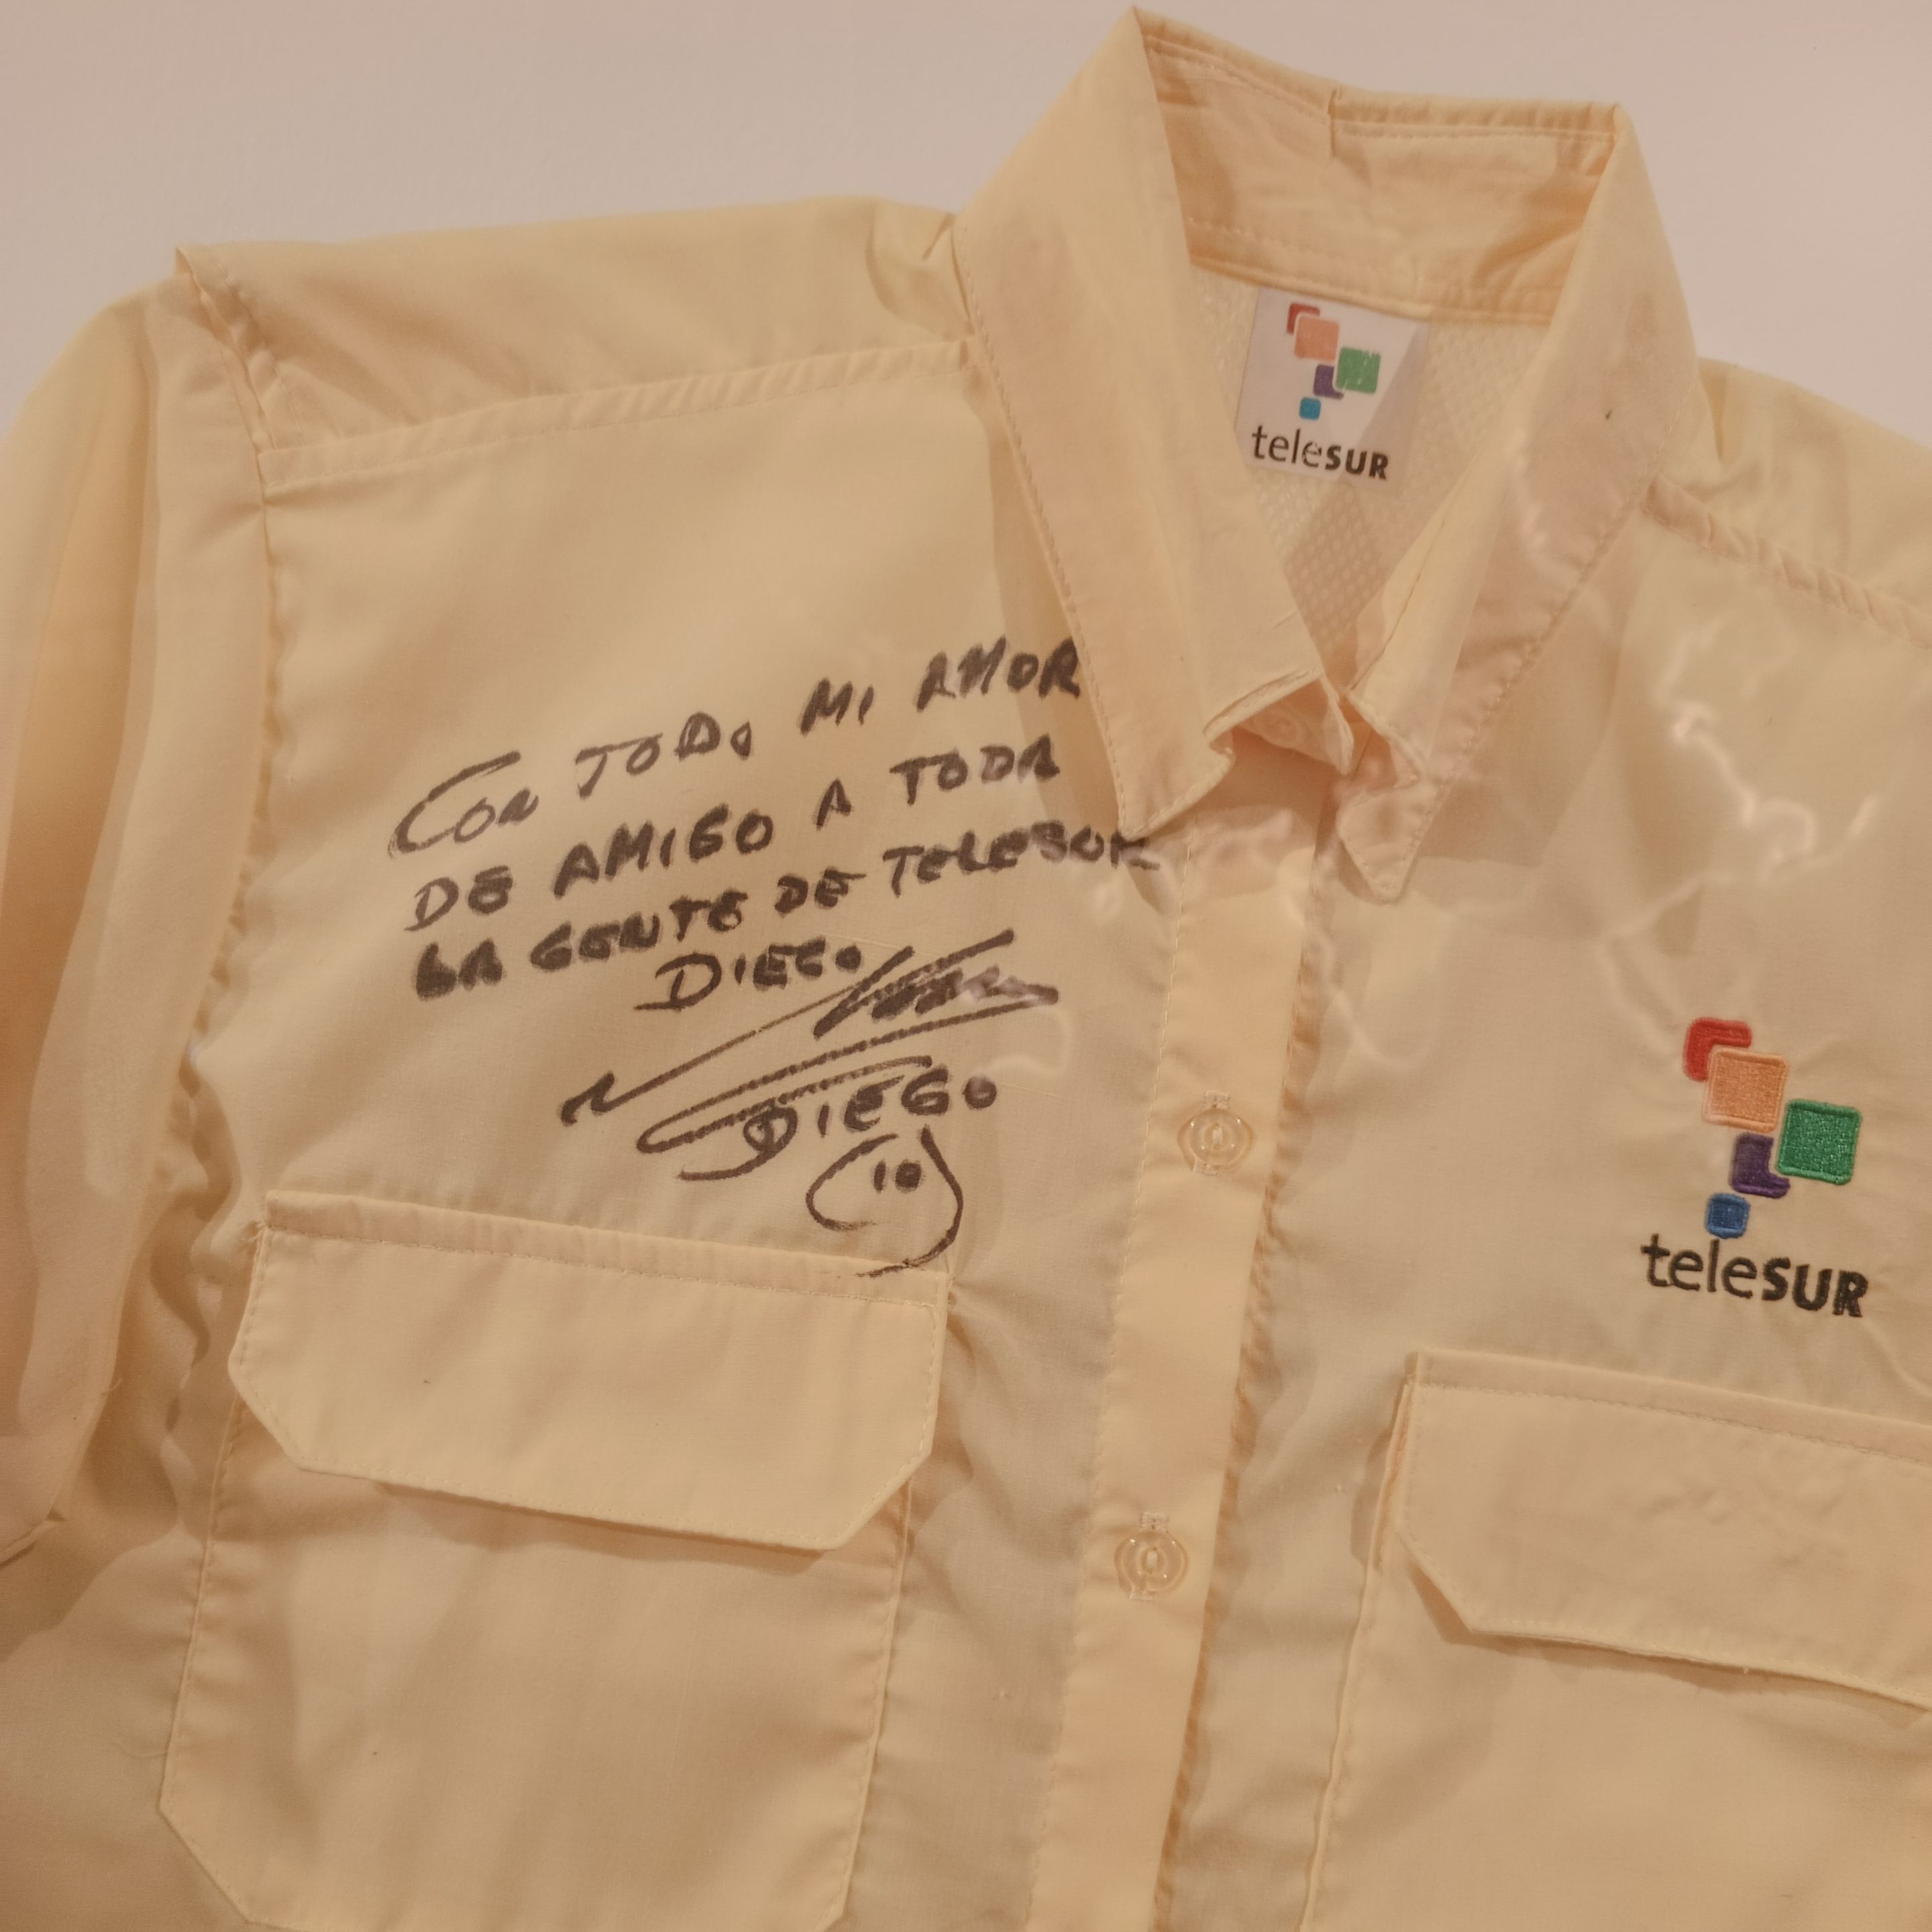 teleSUR
CON TODO MI AMOR
DE AMIGO A TODA
LA GENTE DE TELESUR
DIEGO
DIEGO
10
teleSUR